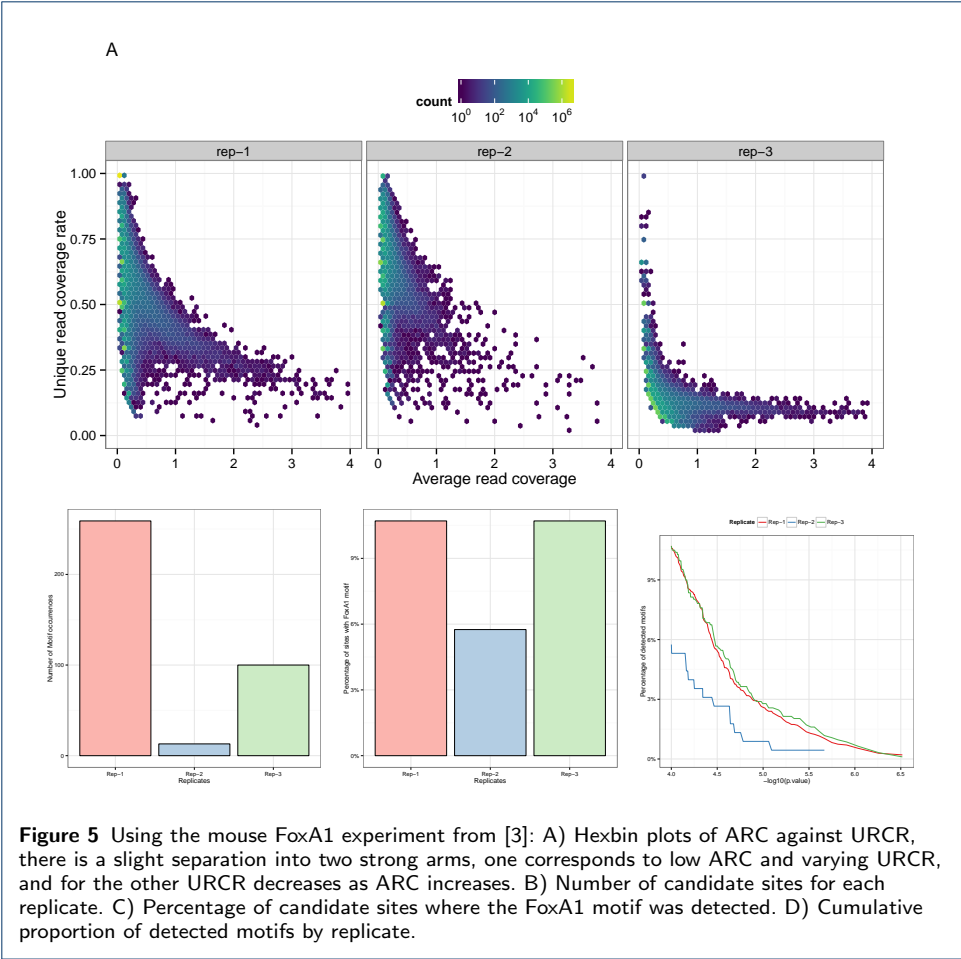 A
count
10^0 10^2 10^4 10^6
rep−1 rep−2 rep−3
Unique read coverage rate
1.00
0.75
0.50
0.25
0.00
0 1 2 3 4 0 1 2 3 4 0 1 2 3 4
Average read coverage
Number of Motif occurrences
200
100
0
Rep−1 Rep−2 Rep−3
Replicates
Percentage of sites with FoxA1 motif
9%
6%
3%
0%
Rep−1 Rep−2 Rep−3
Replicates
Replicate Rep−1 Rep−2 Rep−3
Percentage of detected motifs
9%
6%
3%
0%
4.0 4.5 5.0 5.5 6.0 6.5
−log10(p.value)
Figure 5 Using the mouse FoxA1 experiment from [3]: A) Hexbin plots of ARC against URCR,
there is a slight separation into two strong arms, one corresponds to low ARC and varying URCR,
and for the other URCR decreases as ARC increases. B) Number of candidate sites for each
replicate. C) Percentage of candidate sites where the FoxA1 motif was detected. D) Cumulative
proportion of detected motifs by replicate.